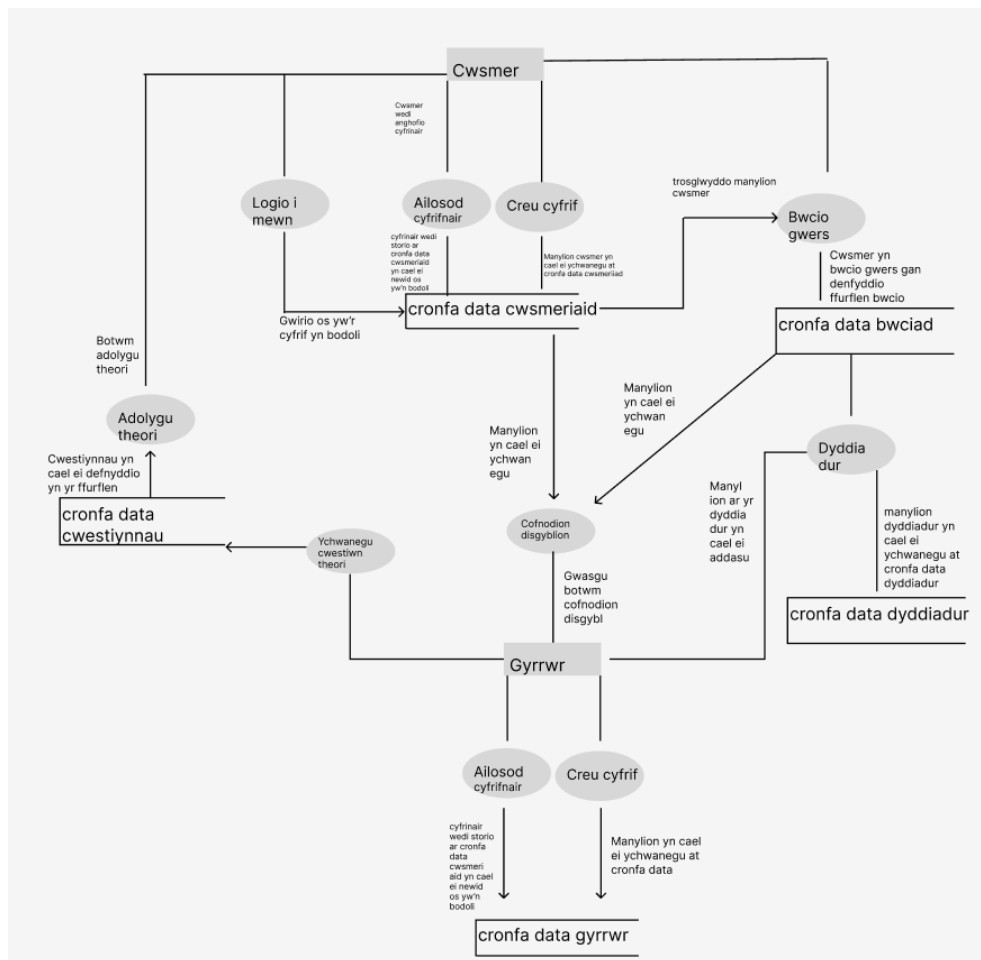 Cwsmer
Cwsmer
wedi
anghofio
cyfrinair
trosglwyddo manylion
cwsmer
Logio i
mewn
Ailosod
cyfrifnair
Creu cyfrif
Bwcio
gwers
cyfrinair wedi
storio ar
cronfa data
cwsmeriaid
yn cael ei
newid os
yw'n bodoli
Manylion cwsmer yn
cael ei ychwanegu at
cronfa data cwsmeriiad
Cwsmer yn
bwcio gwers gan
denfyddio
ffurflen bwcio
Gwirio os yw'r
cyfrif yn bodoli
cronfa data cwsmeriaid
cronfa data bwciad
Botwm
adolygu
theori
Adolygu
theori
Manylion
yn cael ei
ychwan
egu
Manylion
yn cael ei
ychwan
egu
Dyddia
dur
Cwestiynnau yn
cael ei defnyddio
yn yr ffurflen
cronfa data
cwestiynnau
Ychwanegu
cwestiwn
theori
Cofnodion
disgyblion
Manyl
ion ar yr
dyddia
dur yn
cael ei
addasu
manylion
dyddiadur yn
cael ei
ychwanegu at
cronfa data
dyddiadur
Gwasgu
botwm
cofnodion
disgybl
cronfa data dyddiadur
Gyrrwr
Ailosod
cyfrifnair
Creu cyfrif
cyfrinair
wedi storio
ar cronfa
data
cwsmeri
aid yn cael
ei newid
os yw'n
bodoli
Manylion yn cael
ei ychwanegu at
cronfa data
cronfa data gyrrwr